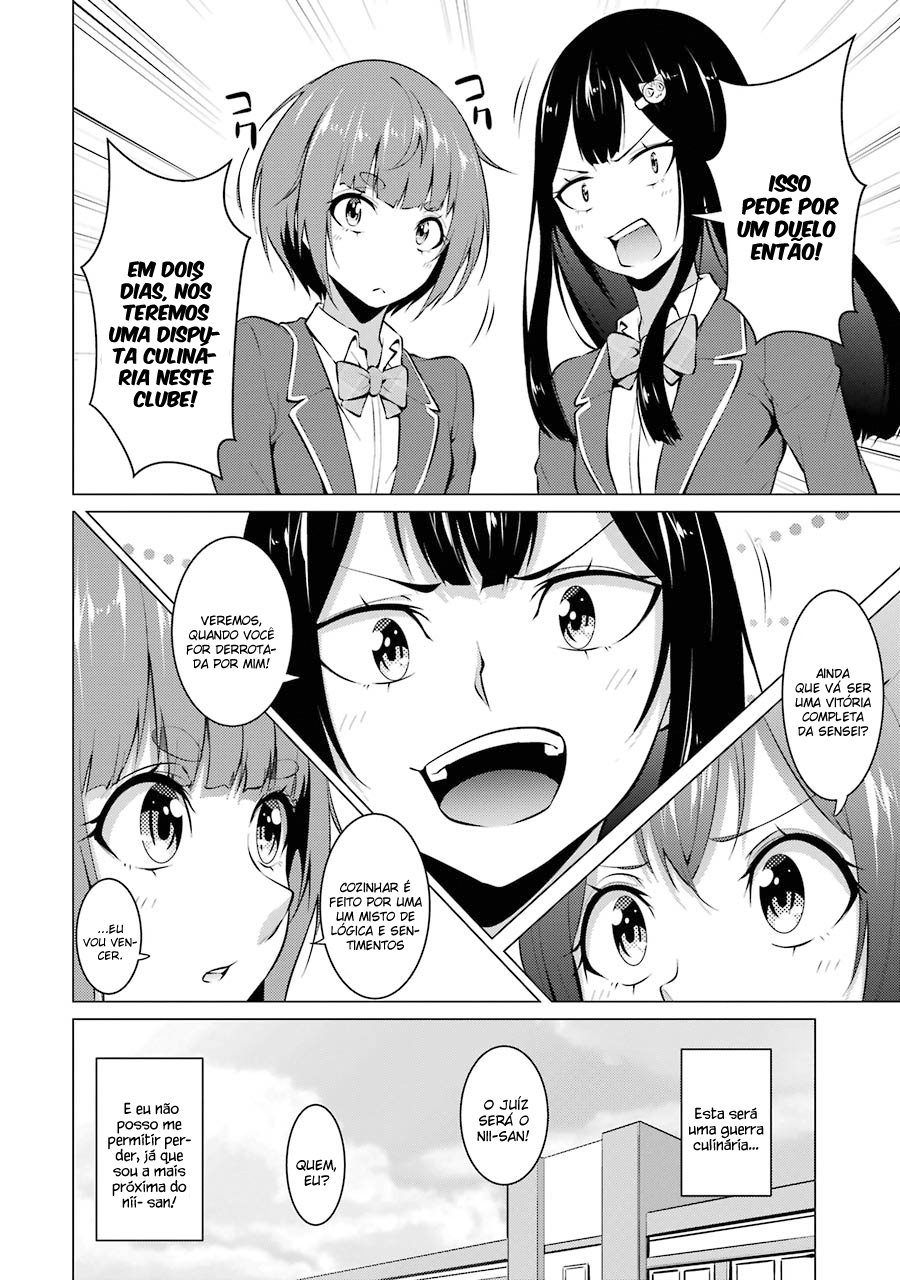 ISSO
PEDE POR
UM DUELO
ENTÃO!
コク
コク
EM DOIS
DIAS, NÓS
TEREMOS
UMA DISPU-
TA CULINÁ-
RIA NESTE
CLUBE!
AINDA
QUE VÁ SER
UMA VITÓRIA
COMPLETA
DA SENSEI?
VEREMOS,
QUANDO VOCÊ
FOR DERROTA-
DA POR MIM!
COZINHAR É
FEITO POR UMA
UM MISTO DE
LÓGICA E SEN-
TIMENTOS
...EU
VOU VEN-
CER.
Esta será
uma guerra
culinária...
O JUÍZ
SERÁ O
NII-SAN!
QUEM,
EU?
E eu não
posso me
permitir per-
der, já que
sou a mais
próxima do
nii- san!